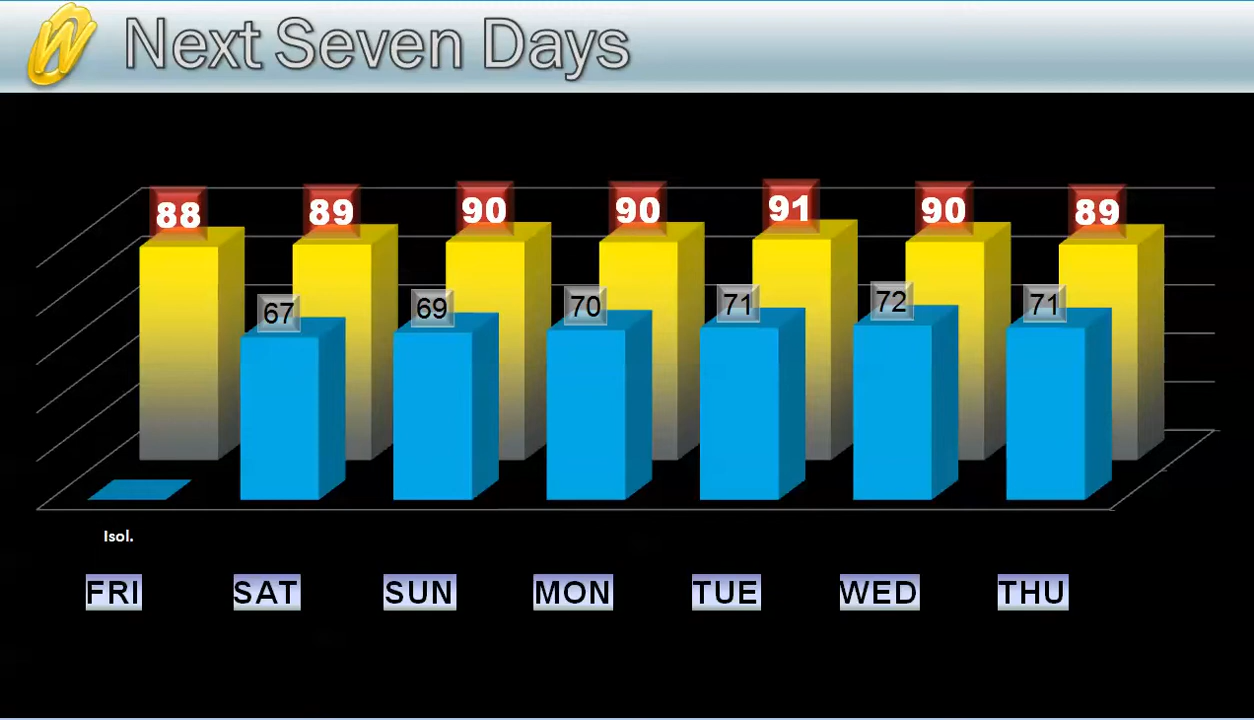 W Next Seven Days
88 89 90 90 91 90 89
67 69 70 71 72 71
Isol.
FRI SAT SUN MON TUE WED THU